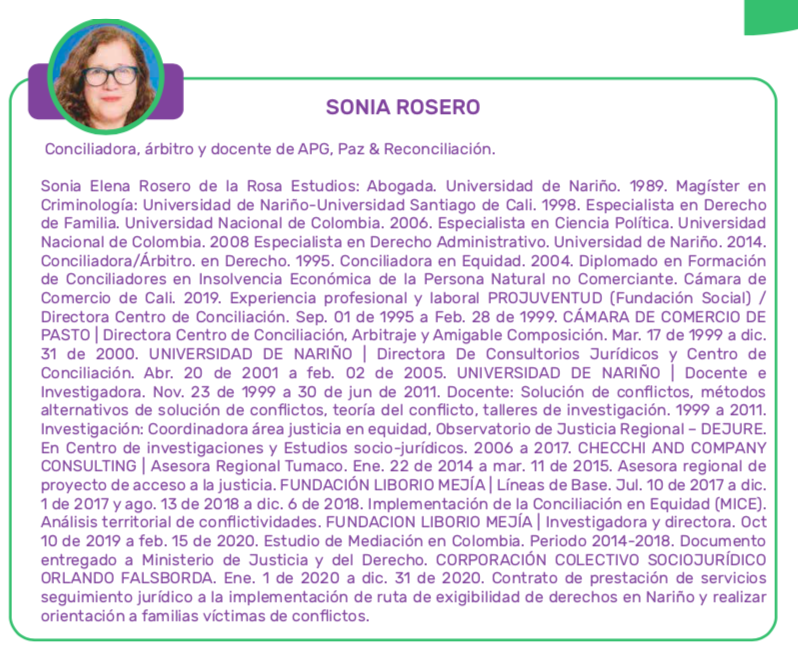 SONIA ROSERO
Conciliadora, árbitro y docente de APG, Paz & Reconciliación.
Sonia Elena Rosero de la Rosa Estudios: Abogada. Universidad de Nariño. 1989. Magíster en
Criminología: Universidad de Nariño-Universidad Santiago de Cali. 1998. Especialista en Derecho
de Familia. Universidad Nacional de Colombia. 2006. Especialista en Ciencia Política. Universidad
Nacional de Colombia. 2008 Especialista en Derecho Administrativo. Universidad de Nariño. 2014.
Conciliadora/Árbitro. en Derecho. 1995. Conciliadora en Equidad. 2004. Diplomado en Formación
de Conciliadores en Insolvencia Económica de la Persona Natural no Comerciante. Cámara de
Comercio de Cali. 2019. Experiencia profesional y laboral PROJUVENTUD (Fundación Social) /
Directora Centro de Conciliación. Sep. 01 de 1995 a Feb. 28 de 1999. CÁMARA DE COMERCIO DE
PASTO | Directora Centro de Conciliación, Arbitraje y Amigable Composición. Mar. 17 de 1999 a dic.
31 de 2000. UNIVERSIDAD DE NARIÑO | Directora De Consultorios Jurídicos y Centro de
Conciliación. Abr. 20 de 2001 a feb. 02 de 2005. UNIVERSIDAD DE NARIÑO | Docente e
Investigadora. Nov. 23 de 1999 a 30 de jun de 2011. Docente: Solución de conflictos, métodos
alternativos de solución de conflictos, teoría del conflicto, talleres de investigación. 1999 a 2011.
Investigación: Coordinadora área justicia en equidad, Observatorio de Justicia Regional – DEJURE.
En Centro de investigaciones y Estudios socio-jurídicos. 2006 a 2017. CHECCHI AND COMPANY
CONSULTING | Asesora Regional Tumaco. Ene. 22 de 2014 a mar. 11 de 2015. Asesora regional de
proyecto de acceso a la justicia. FUNDACIÓN LIBORIO MEJÍA | Líneas de Base. Jul. 10 de 2017 a dic.
1 de 2017 y ago. 13 de 2018 a dic. 6 de 2018. Implementación de la Conciliación en Equidad (MICE).
Análisis territorial de conflictividades. FUNDACION LIBORIO MEJÍA | Investigadora y directora. Oct
10 de 2019 a feb. 15 de 2020. Estudio de Mediación en Colombia. Periodo 2014-2018. Documento
entregado a Ministerio de Justicia y del Derecho. CORPORACIÓN COLECTIVO SOCIOJURÍDICO
ORLANDO FALSBORDA. Ene. 1 de 2020 a dic. 31 de 2020. Contrato de prestación de servicios
seguimiento jurídico a la implementación de ruta de exigibilidad de derechos en Nariño y realizar
orientación a familias víctimas de conflictos.